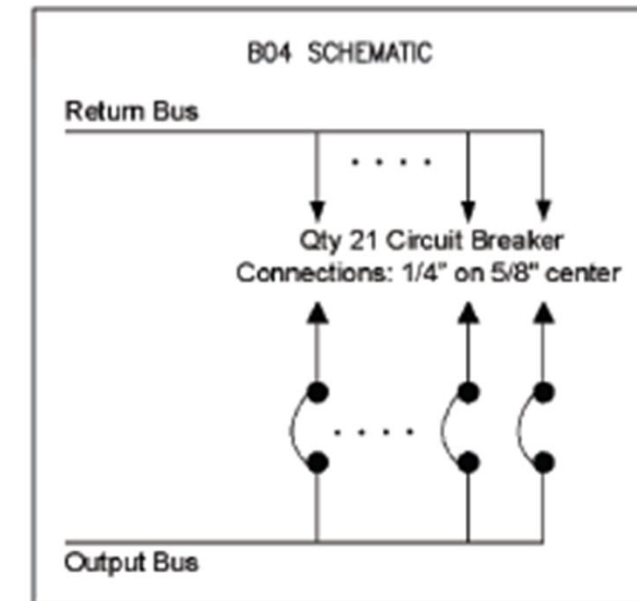 B04 SCHEMATIC
Return Bus
Qty 21 Circuit Breaker
Connections: 1/4" on 5/8" center
Output Bus